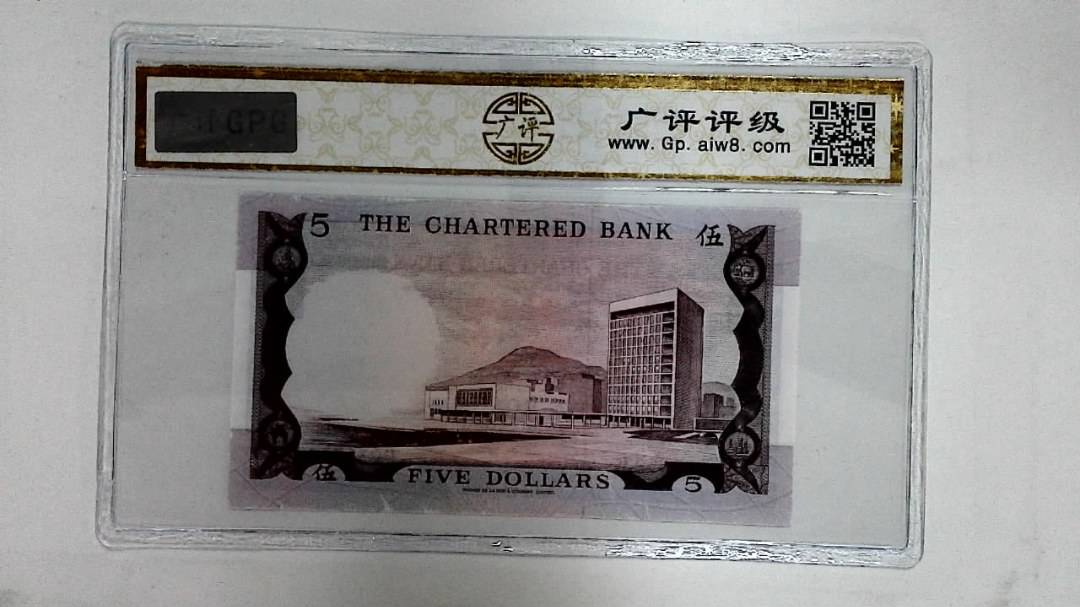 GPG
广评
广评评级
www. Gp. aiw8. com
5 THE CHARTERED BANK 伍
伍 FIVE DOLLARS 5